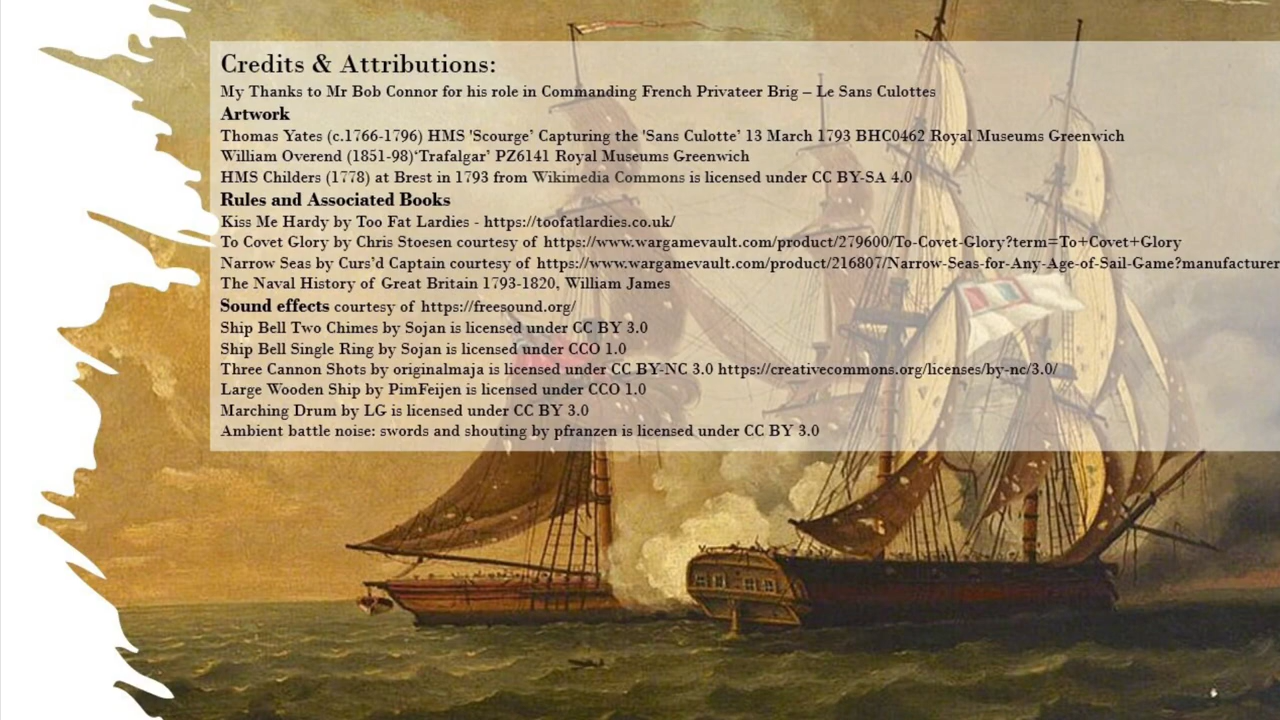 Credits & Attributions:
My Thanks to Mr Bob Connor for his role in Commanding French Privateer Brig – Le Sans Culottes
Artwork
Thomas Yates (c.1766-1796) HMS 'Scourge’ Capturing the 'Sans Culotte’ 13 March 1793 BHC0462 Royal Museums Greenwich
William Overend (1851-98)‘Trafalgar’ PZ6141 Royal Museums Greenwich
HMS Childers (1778) at Brest in 1793 from Wikimedia Commons is licensed under CC BY-SA 4.0
Rules and Associated Books
Kiss Me Hardy by Too Fat Lardies - https://toofatlardies.co.uk/
To Covet Glory by Chris Stoesen courtesy of https://www.wargamevault.com/product/279600/To-Covet-Glory?term=To+Covet+Glory
Narrow Seas by Curs’d Captain courtesy of https://www.wargamevault.com/product/216807/Narrow-Seas-for-Any-Age-of-Sail-Game?manufacturer
The Naval History of Great Britain 1793-1820, William James
Sound effects courtesy of https://freesound.org/
Ship Bell Two Chimes by Sojan is licensed under CC BY 3.0
Ship Bell Single Ring by Sojan is licensed under CCO 1.0
Three Cannon Shots by originalmaja is licensed under CC BY-NC 3.0 https://creativecommons.org/licenses/by-nc/3.0/
Large Wooden Ship by PimFeijen is licensed under CCO 1.0
Marching Drum by LG is licensed under CC BY 3.0
Ambient battle noise: swords and shouting by pfranzen is licensed under CC BY 3.0